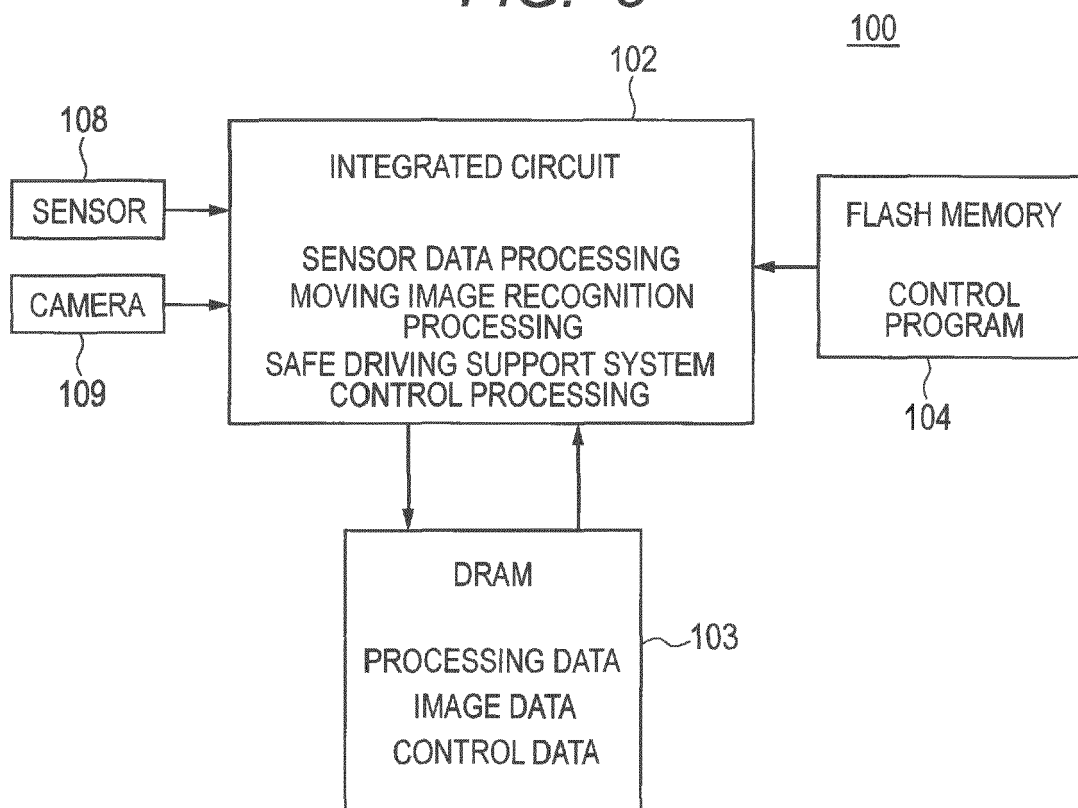 FIG.
100
102
108
SENSOR
CAMERA
109
INTEGRATED CIRCUIT
SENSOR DATA PROCESSING
MOVING IMAGE RECOGNITION
PROCESSING
SAFE DRIVING SUPPORT SYSTEM
CONTROL PROCESSING
FLASH MEMORY
CONTROL
PROGRAM
104
DRAM
PROCESSING DATA
IMAGE DATA
CONTROL DATA
103